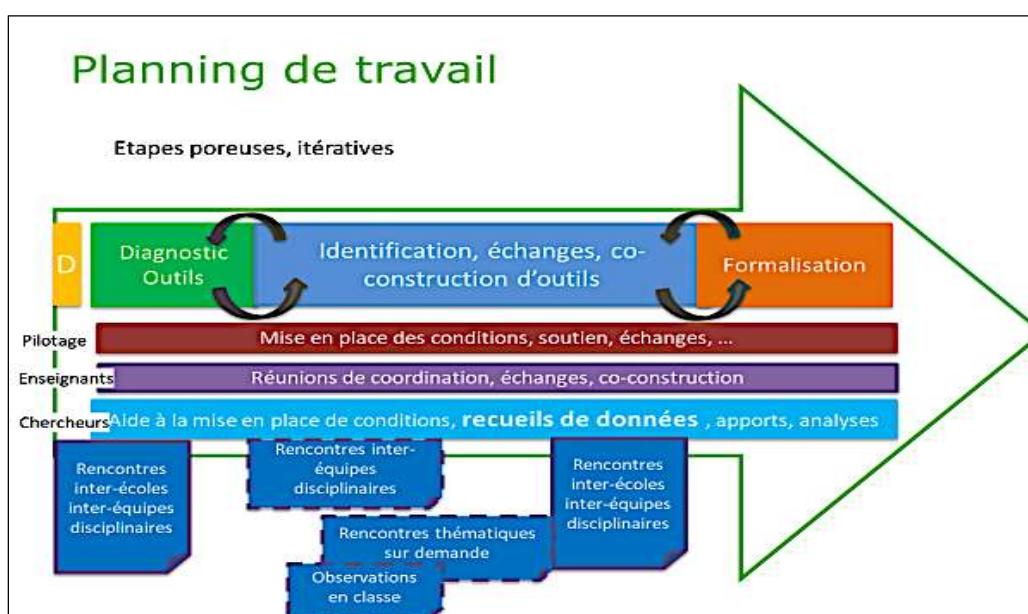 Planning de travail
Etapes poreuses, itératives
D
Diagnostic
Outils
Identification, échanges, co-
construction d'outils
Formalisation
Pilotage
Mise en place des conditions, soutien, échanges, ...
Enseignants
Réunions de coordination, échanges, co-construction
Chercheurs
Aide à la mise en place de conditions, recueils de données , apports, analyses
Rencontres
inter-écoles
inter-équipes
disciplinaires
Rencontres inter-
équipes
disciplinaires
Rencontres thématiques
sur demande
Observations
en classe
Rencontres
inter-écoles
inter-équipes
disciplinaires